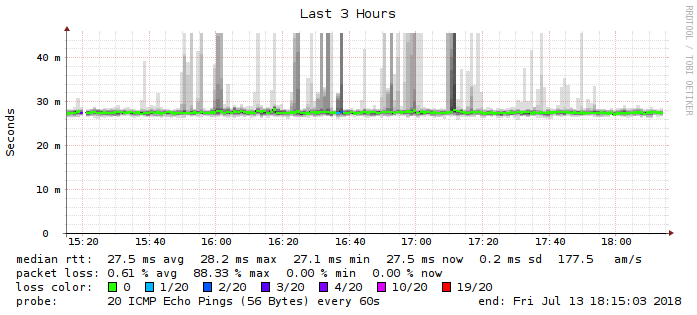 Last 3 Hours
RRDTOOL / TOBI OETIKER
Seconds
40 m
30 m
20 m
10 m
0
15:20 15:40 16:00 16:20 16:40 17:00 17:20 17:40 18:00
median rtt: 27.5 ms avg 28.2 ms max 27.1 ms min 27.5 ms now 0.2 ms sd 177.5 am/s
packet loss: 0.61 % avg 88.33 % max 0.00 % min 0.00 % now
loss color: 0 1/20 2/20 3/20 4/20 10/20 19/20
probe: 20 ICMP Echo Pings (56 Bytes) every 60s end: Fri Jul 13 18:15:03 2018